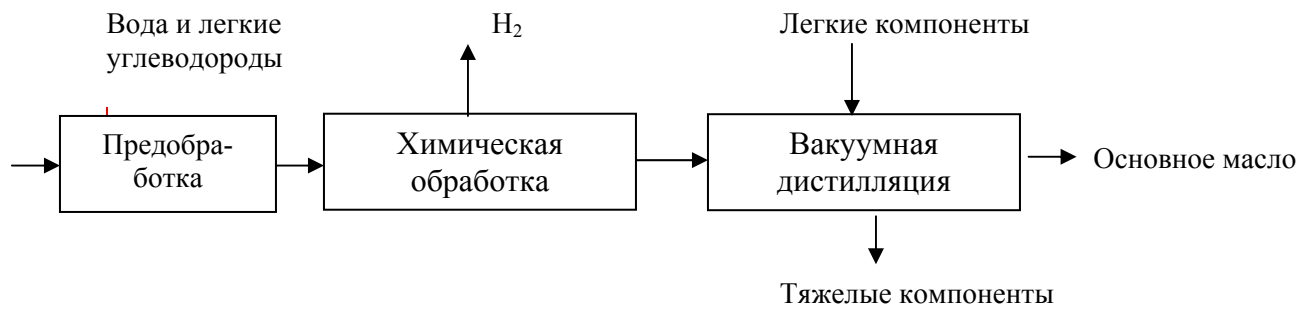 Вода и легкие
углеводороды
H₂
Легкие компоненты
Предобра-
ботка
Химическая
обработка
Вакуумная
дистилляция
Основное масло
Тяжелые компоненты